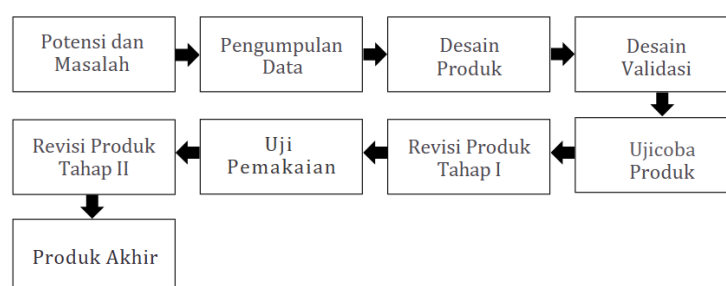 Potensi dan
Masalah
Pengumpulan
Data
Desain
Produk
Desain
Validasi
Ujicoba
Produk
Revisi Produk
Tahap I
Uji
Pemakaian
Revisi Produk
Tahap II
Produk Akhir